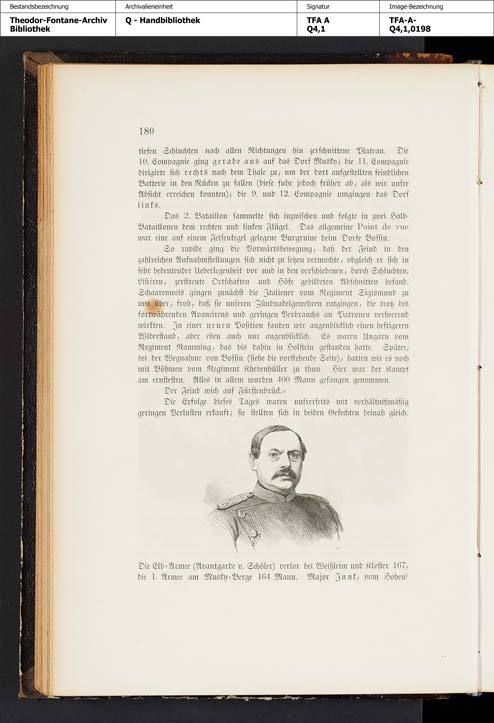 Bestandsbezeichnung
Archivalieneinheit
Signatur
Image-Bezeichnung
Theodor-Fontane-Archiv
Bibliothek
Q - Handbibliothek
TFA A
Q4,1
TFA-A-
Q4,1,0198
180
tiefen Schluchten nach allen Richtungen hin zerschnittene Plateau. Die
10. Compagnie ging gerade aus auf das Dorf Musky; die 11. Compagnie
dirigirte sich rechts nach dem Thale zu, um der dort aufgestellten feindlichen
Batterie in den Rücken zu fallen (diese fuhr jedoch früher ab, als wir unsre
Absicht erreichen konnten); die 9. und 12. Compagnie umgingen das Dorf
links.
Das 2. Bataillon sammelte sich inzwischen und folgte in zwei Halb-
Bataillonen dem rechten und linken Flügel. Das allgemeine Point de vue
war eine auf einem Felsenkegel gelegene Burgruine beim Dorfe Bossin.
So rapide ging die Vorwärtsbewegung, daß der Feind in den
zahlreichen Aufnahmstellungen sich nicht zu setzen vermochte, obgleich er sich in
sehr bedeutender Ueberlegenheit vor und in den verschiedenen, durch Schluchten,
Lisièren, zerstreute Ortschaften und Höfe gebildeten Abschnitten befand.
Schaarenweis gingen zunächst die Italiener vom Regiment Sigismund zu
uns über, froh, daß sie unseren Zündnadelgewehren entgingen, die trotz des
fortwährenden Avancirens und geringen Verbrauchs an Patronen verheerend
wirkten. In einer neuen Position fanden wir augenblicklich einen heftigeren
Widerstand, aber eben auch nur augenblicklich. Es waren Ungarn vom
Regiment Ramming, das bis dahin in Holstein gestanden hatte. Später,
bei der Wegnahme von Bossin (siehe die vorstehende Seite), hatten wir es noch
mit Böhmen vom Regiment Khevenhüller zu thun. Hier war der Kampf
am ernstesten. Alles in allem wurden 400 Mann gefangen genommen.
Der Feind wich auf Fürstenbrück.«
Die Erfolge dieses Tages waren unsrerseits mit verhältnißmäßig
geringen Verlusten erkauft; sie stellten sich in beiden Gefechten beinah gleich.
Die Elb-Armee (Avantgarde v. Schöler) verlor bei Weißleim und Kloster 167,
die I. Armee am Musky-Berge 164 Mann. Major Junk, vom Hohen-